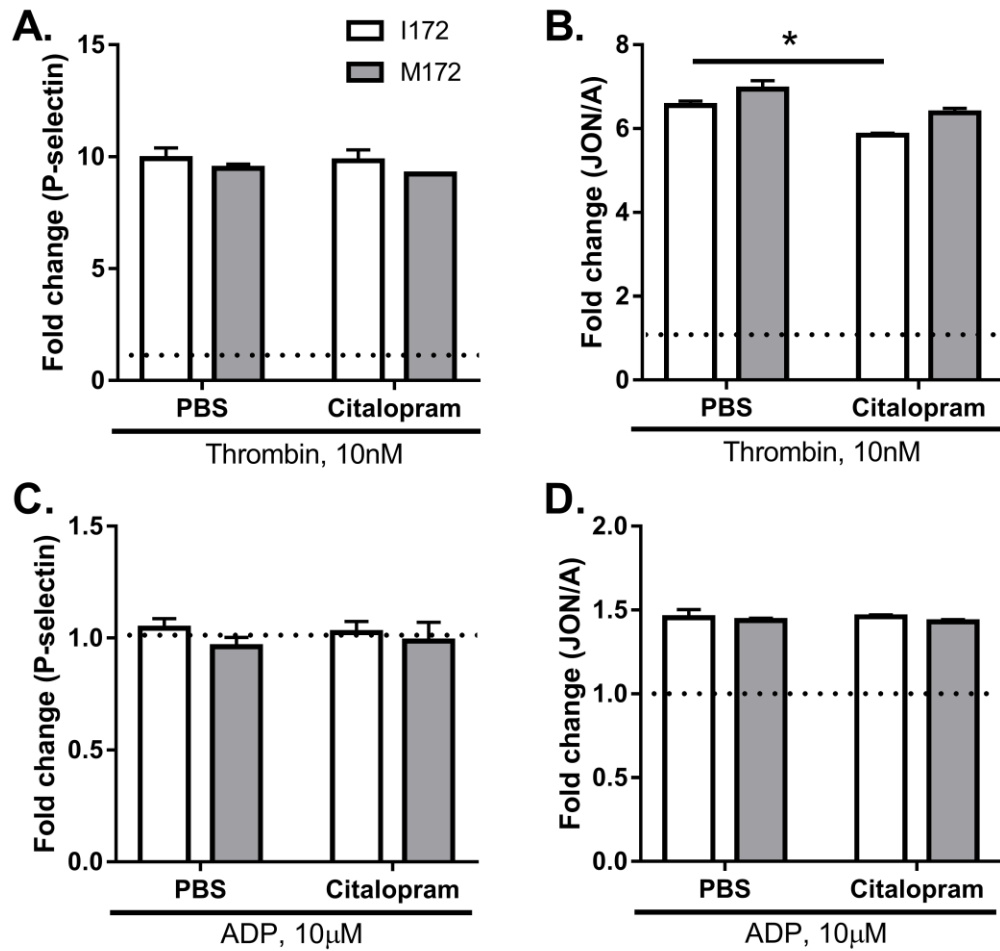 A.
I172
M172
Fold change (P-selectin)
15
10
5
0
PBS Citalopram
Thrombin, 10nM
B.
*
Fold change (JON/A)
8
6
4
2
0
PBS Citalopram
Thrombin, 10nM
C.
Fold change (P-selectin)
1.5
1.0
0.5
0.0
PBS Citalopram
ADP, 10μM
D.
Fold change (JON/A)
2.0
1.5
1.0
0.5
0.0
PBS Citalopram
ADP, 10μM